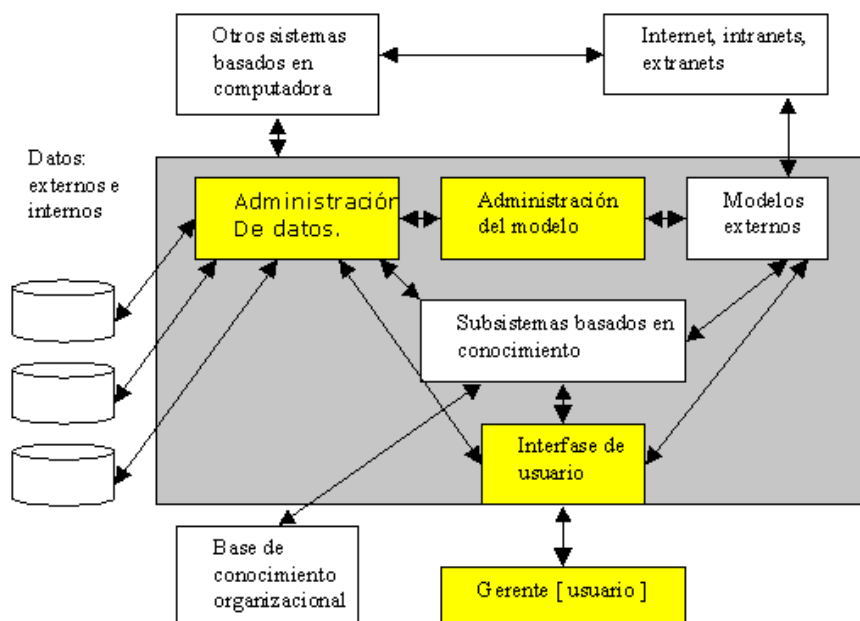 Otros sistemas
basados en
computadora
Internet, intranets,
extranets
Datos:
externos e
internos
Administración
De datos.
Administración
del modelo
Modelos
externos
Subsistemas basados en
conocimiento
Interfase de
usuario
Base de
conocimiento
organizacional
Gerente [ usuario ]